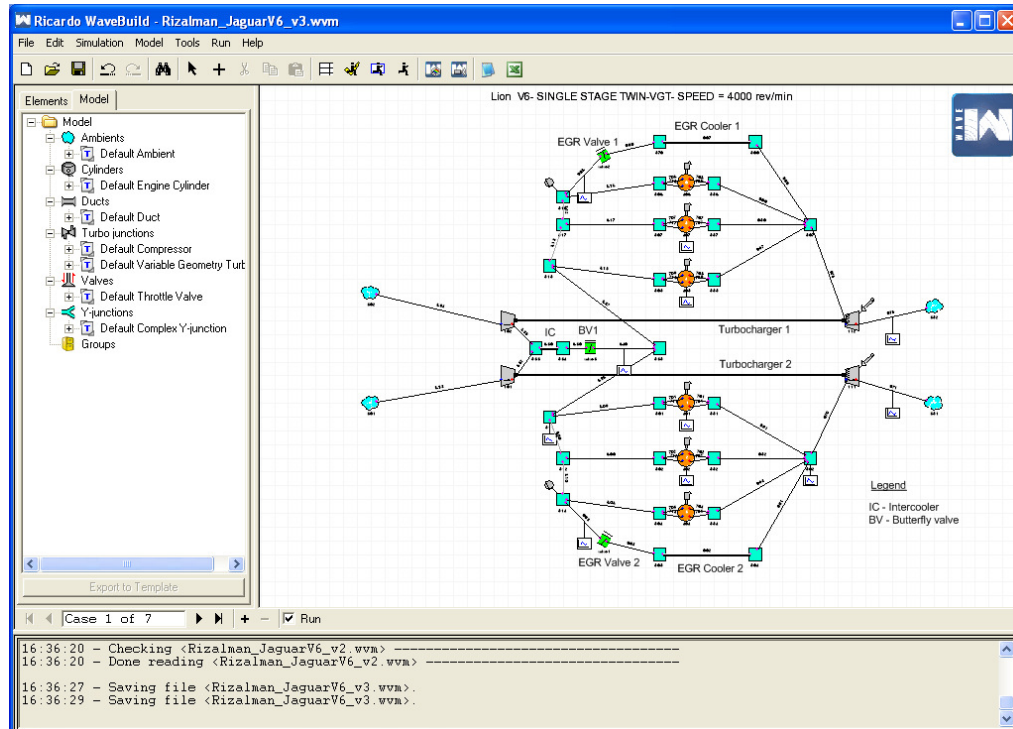 Ricardo WaveBuild - Rizalman_JaguarV6_v3.wvm
File Edit Simulation Model Tools Run Help
Elements Model
Model
Ambients
Default Ambient
Cylinders
Default Engine Cylinder
Ducts
Default Duct
Turbo junctions
Default Compressor
Default Variable Geometry Turb
Valves
Default Throttle Valve
Y-junctions
Default Complex Y-junction
Groups
Export to Template
Lion V6- SINGLE STAGE TWIN-VGT- SPEED = 4000 rev/min
WAVE
EGR Cooler 1
EGR Valve 1
IC
BV1
Turbocharger 1
Turbocharger 2
EGR Valve 2
EGR Cooler 2
Legend
IC - Intercooler
BV - Butterfly valve
Case 1 of 7
Run
16:36:20 - Checking <Rizalman_JaguarV6_v2.wvm> ------------------------------------
16:36:20 - Done reading <Rizalman_JaguarV6_v2.wvm> --------------------------------
16:36:27 - Saving file <Rizalman_JaguarV6_v3.wvm>.
16:36:29 - Saving file <Rizalman_JaguarV6_v3.wvm>.